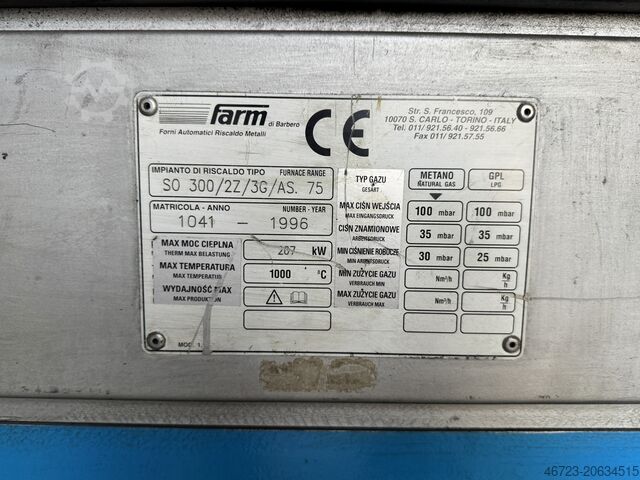 farm di Barbero
Forni Automatici Riscaldo Metalli
CE
Str. S. Francesco, 109
10070 S. CARLO - TORINO - ITALY
Tel. 011/ 921.56.40 - 921.56.66
Fax 011/ 921.57.55
IMPIANTO DI RISCALDO TIPO FURNACE RANGE
SO 300/2Z/3G/AS. 75
MATRICOLA - ANNO NUMBER - YEAR
1041 - 1996
MAX MOC CIEPLNA
THERM MAX BELASTUNG
207 kW
MAX TEMPERATURA
MAX TEMPERATUR
1000 °C
WYDAJNOŚĆ MAX
MAX PRODUKTION
MOD. 1.
TYP GAZU
GESART
METANO
NATURAL GAS
GPL
LPG
MAX CIŚN WEJŚCIA
MAX EINGANGSDRUCK
100 mbar 100 mbar
CIŚN ZNAMIONOWE
ARBEITSDRUCK
35 mbar 35 mbar
MIN CIŚNIENIE ROBOCZE
MIN ARBEITSDRUCK
30 mbar 25 mbar
MIN ZUŻYCIE GAZU
VERBRAUCH MIN
Nm³/h Kg/h
MAX ZUŻYCIE GAZU
VERBRAUCH MAX
Nm³/h Kg/h
46723-20634515